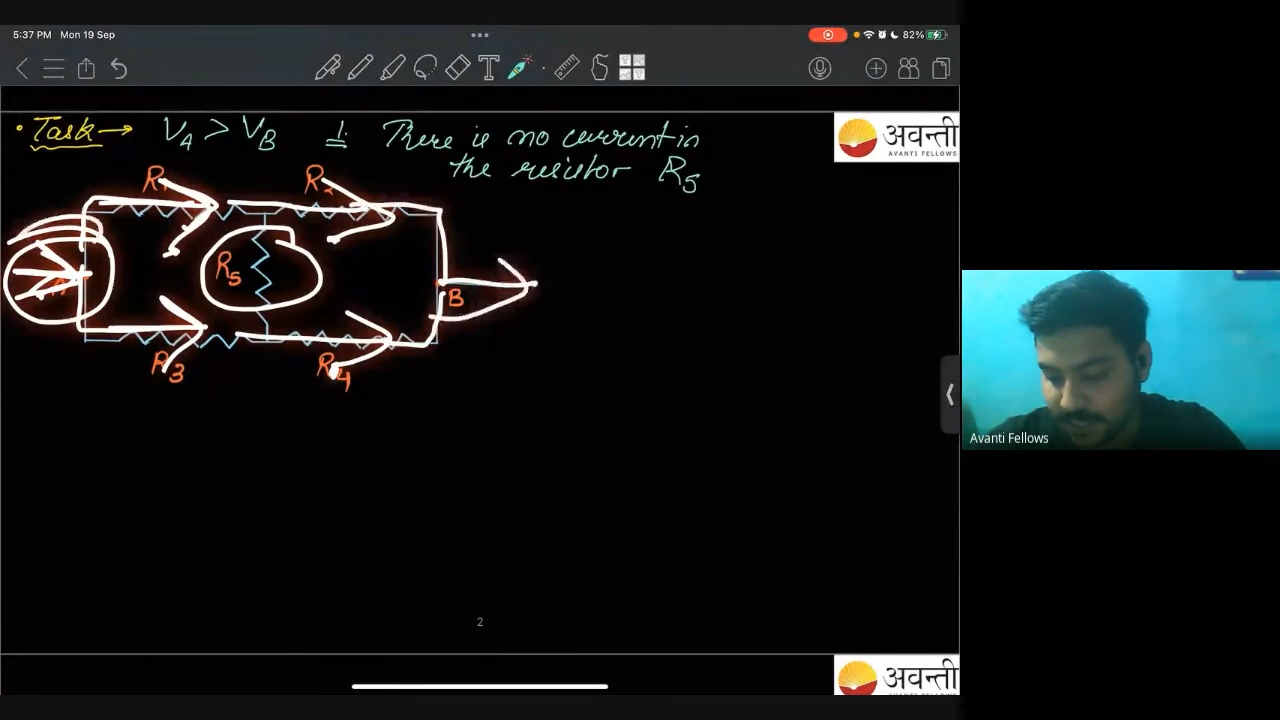 5:37 PM Mon 19 Sep
82%
• Task → V_A > V_B & There is no current in
the resistor R_5
अवन्ती
AVANTI FELLOWS
R_1 R_2
R_5
B
R_3 R_4
Avanti Fellows
2
अवन्ती